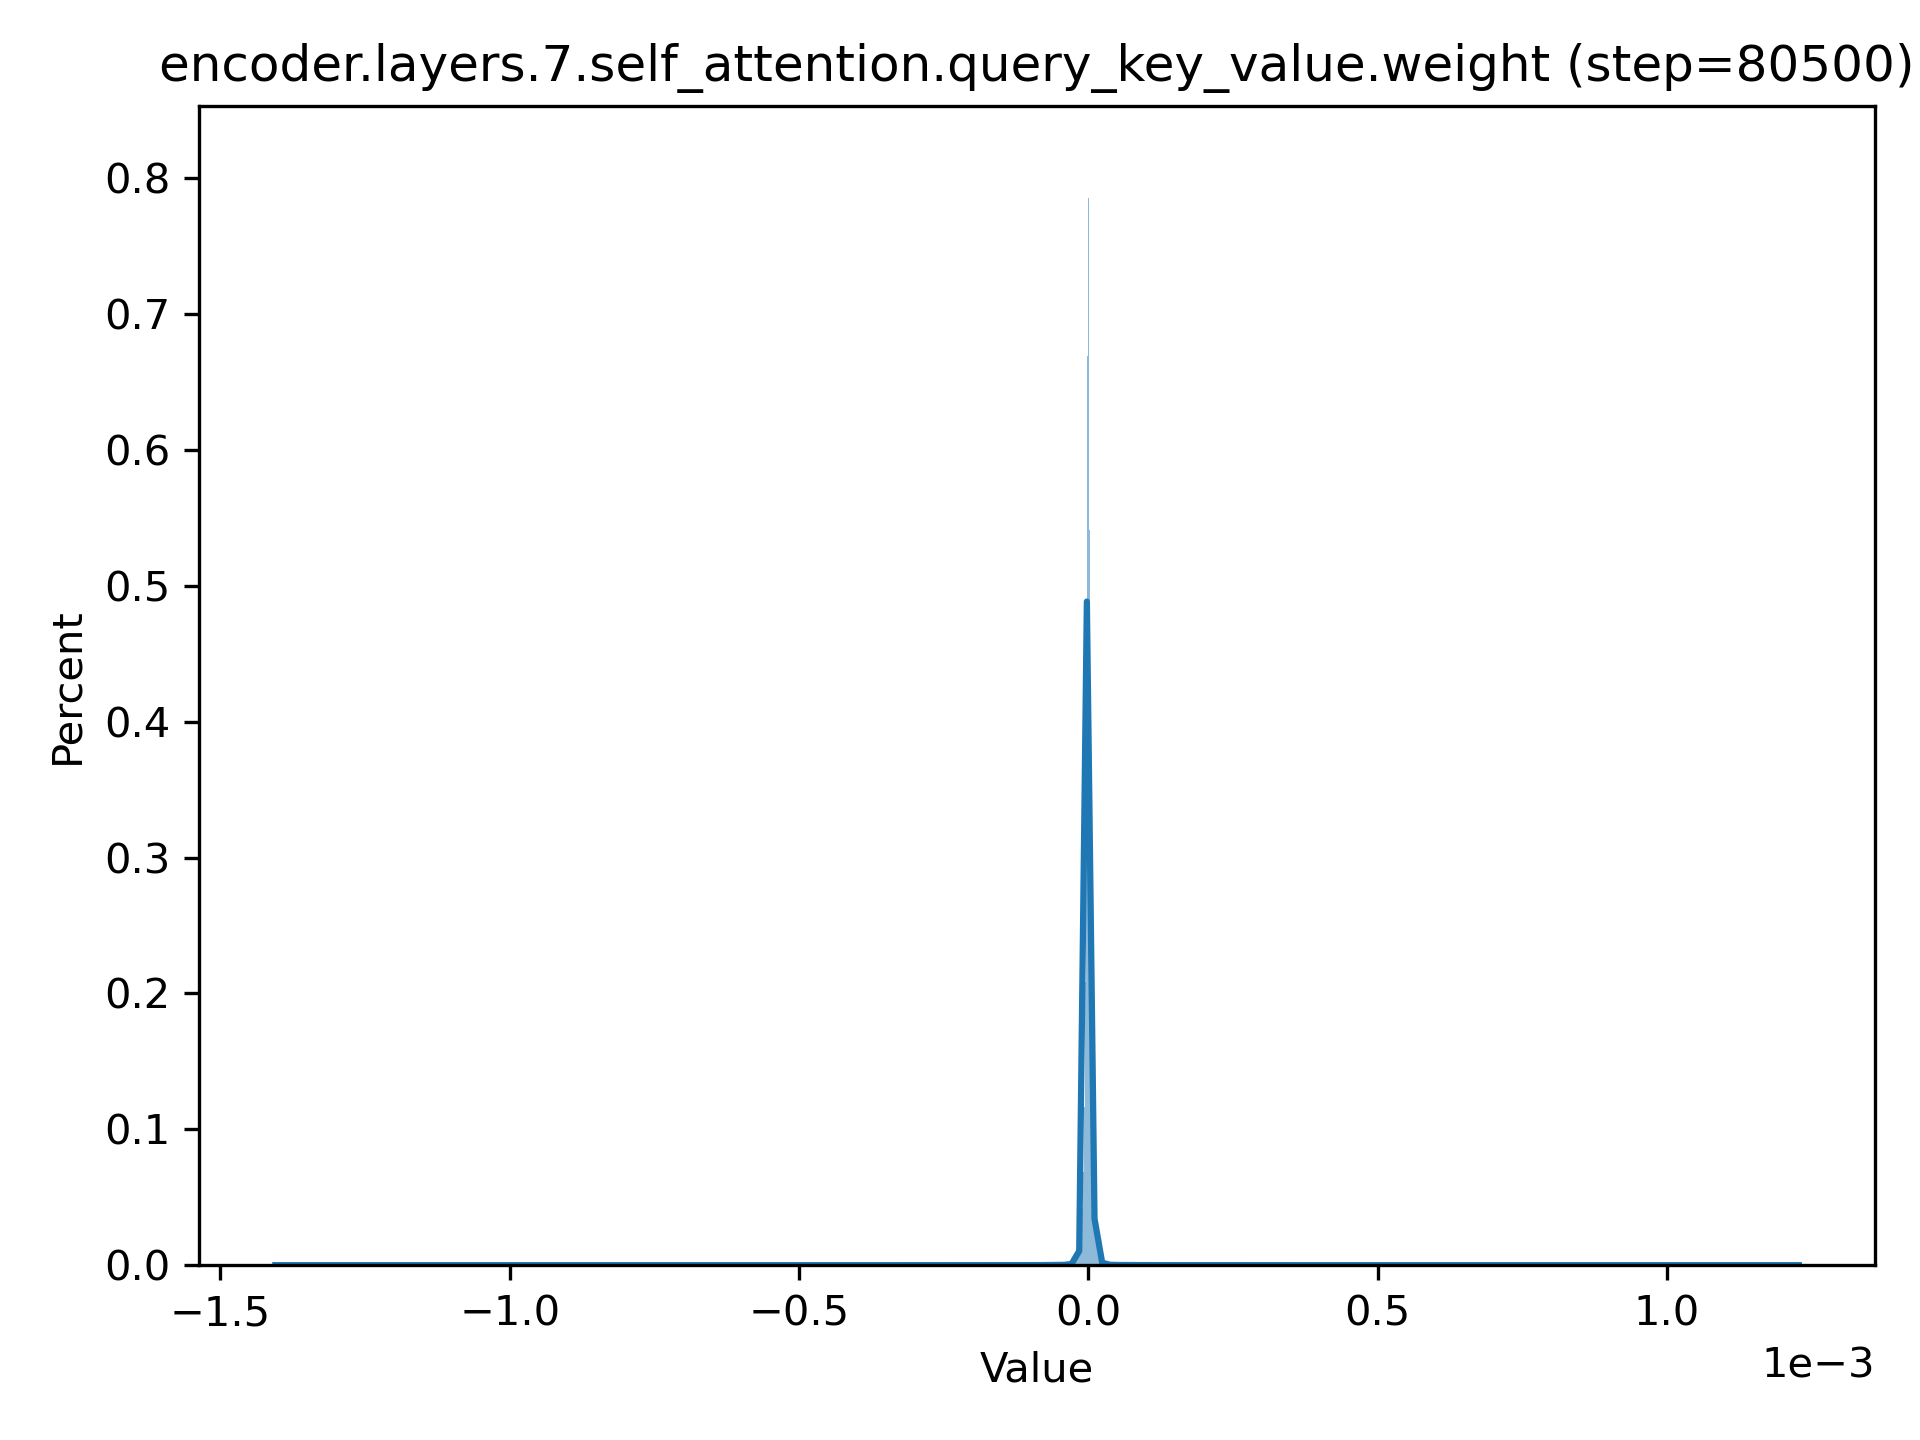 encoder.layers.7.self_attention.query_key_value.weight (step=80500)
0.8
0.7
0.6
0.5
0.4
0.3
0.2
0.1
0.0
Percent
−1.5 −1.0 −0.5 0.0 0.5 1.0
1e−3
Value